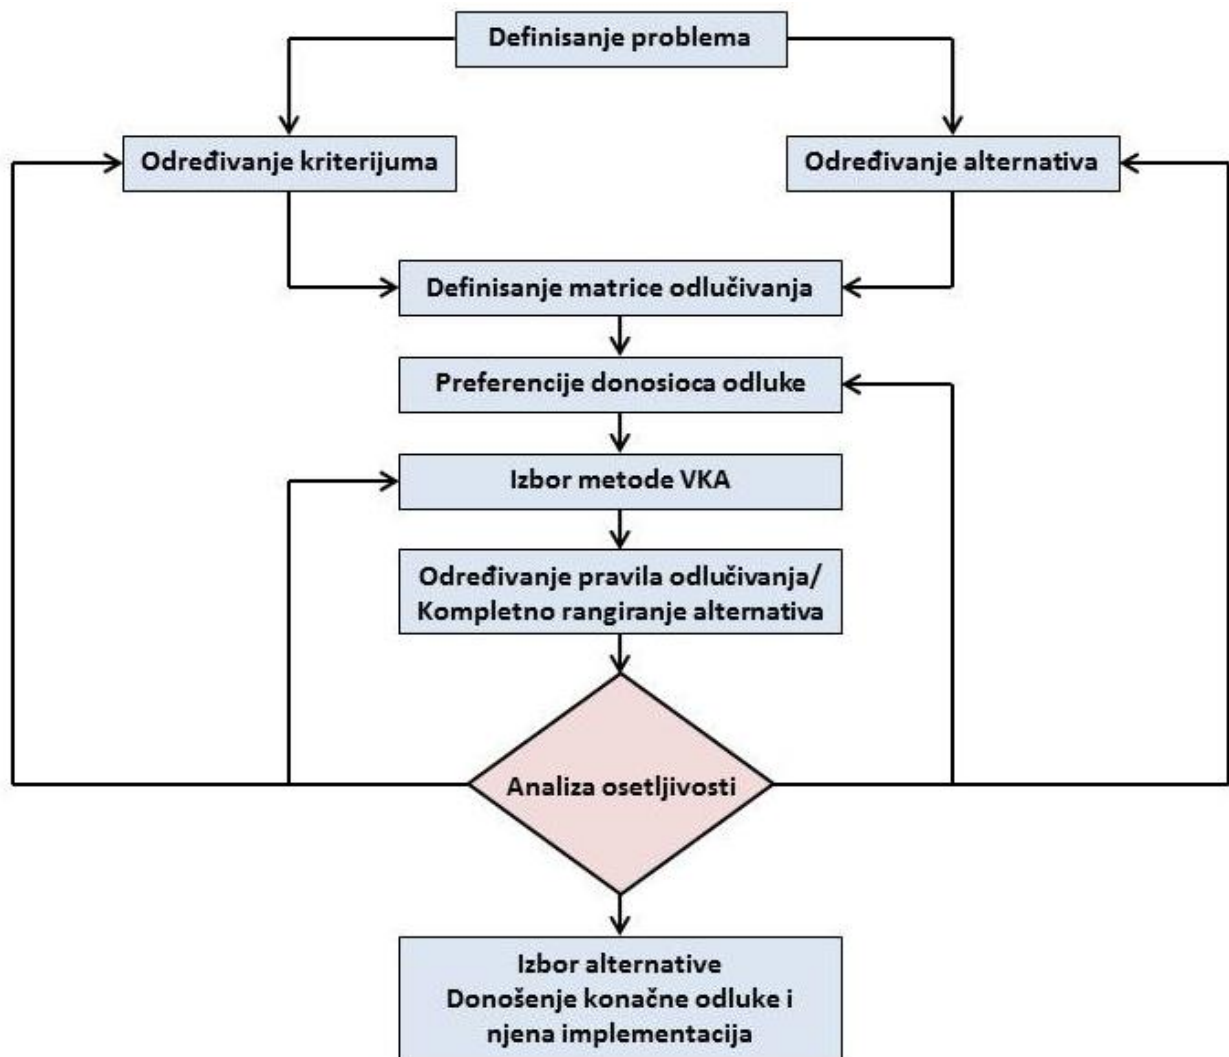 Definisanje problema
Određivanje kriterijuma
Određivanje alternativa
Definisanje matrice odlučivanja
Preferencije donosioca odluke
Izbor metode VKA
Određivanje pravila odlučivanja/
Kompletno rangiranje alternativa
Analiza osetljivosti
Izbor alternative
Donošenje konačne odluke i
njena implementacija